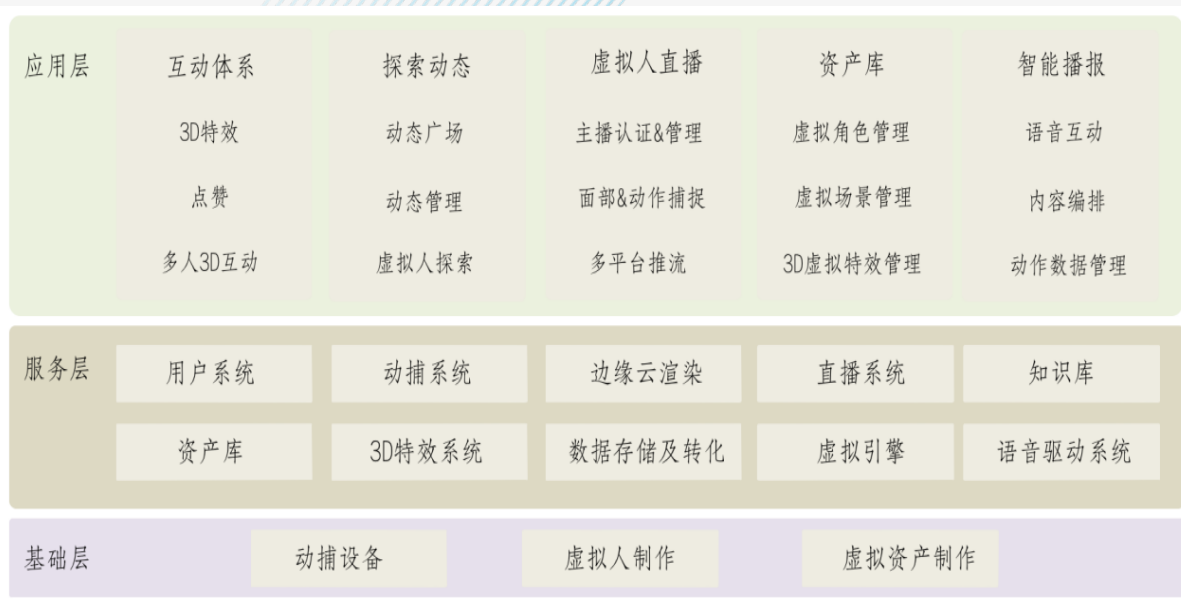 应用层 互动体系 探索动态 虚拟人直播 资产库 智能播报
3D特效 动态广场 主播认证&管理 虚拟角色管理 语音互动
点赞 动态管理 面部&动作捕捉 虚拟场景管理 内容编排
多人3D互动 虚拟人探索 多平台推流 3D虚拟特效管理 动作数据管理
服务层 用户系统 动捕系统 边缘云渲染 直播系统 知识库
资产库 3D特效系统 数据存储及转化 虚拟引擎 语音驱动系统
基础层 动捕设备 虚拟人制作 虚拟资产制作